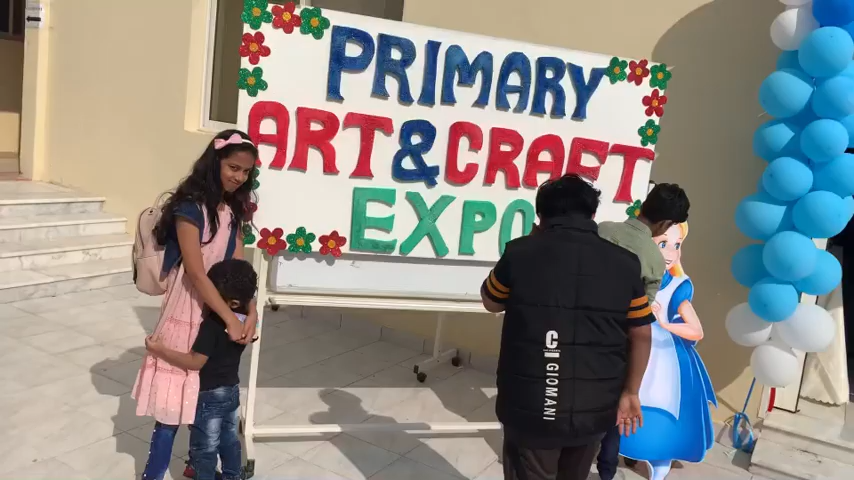 PRIMARY
ART & CRAFT
EXPO
C
GIOMANI